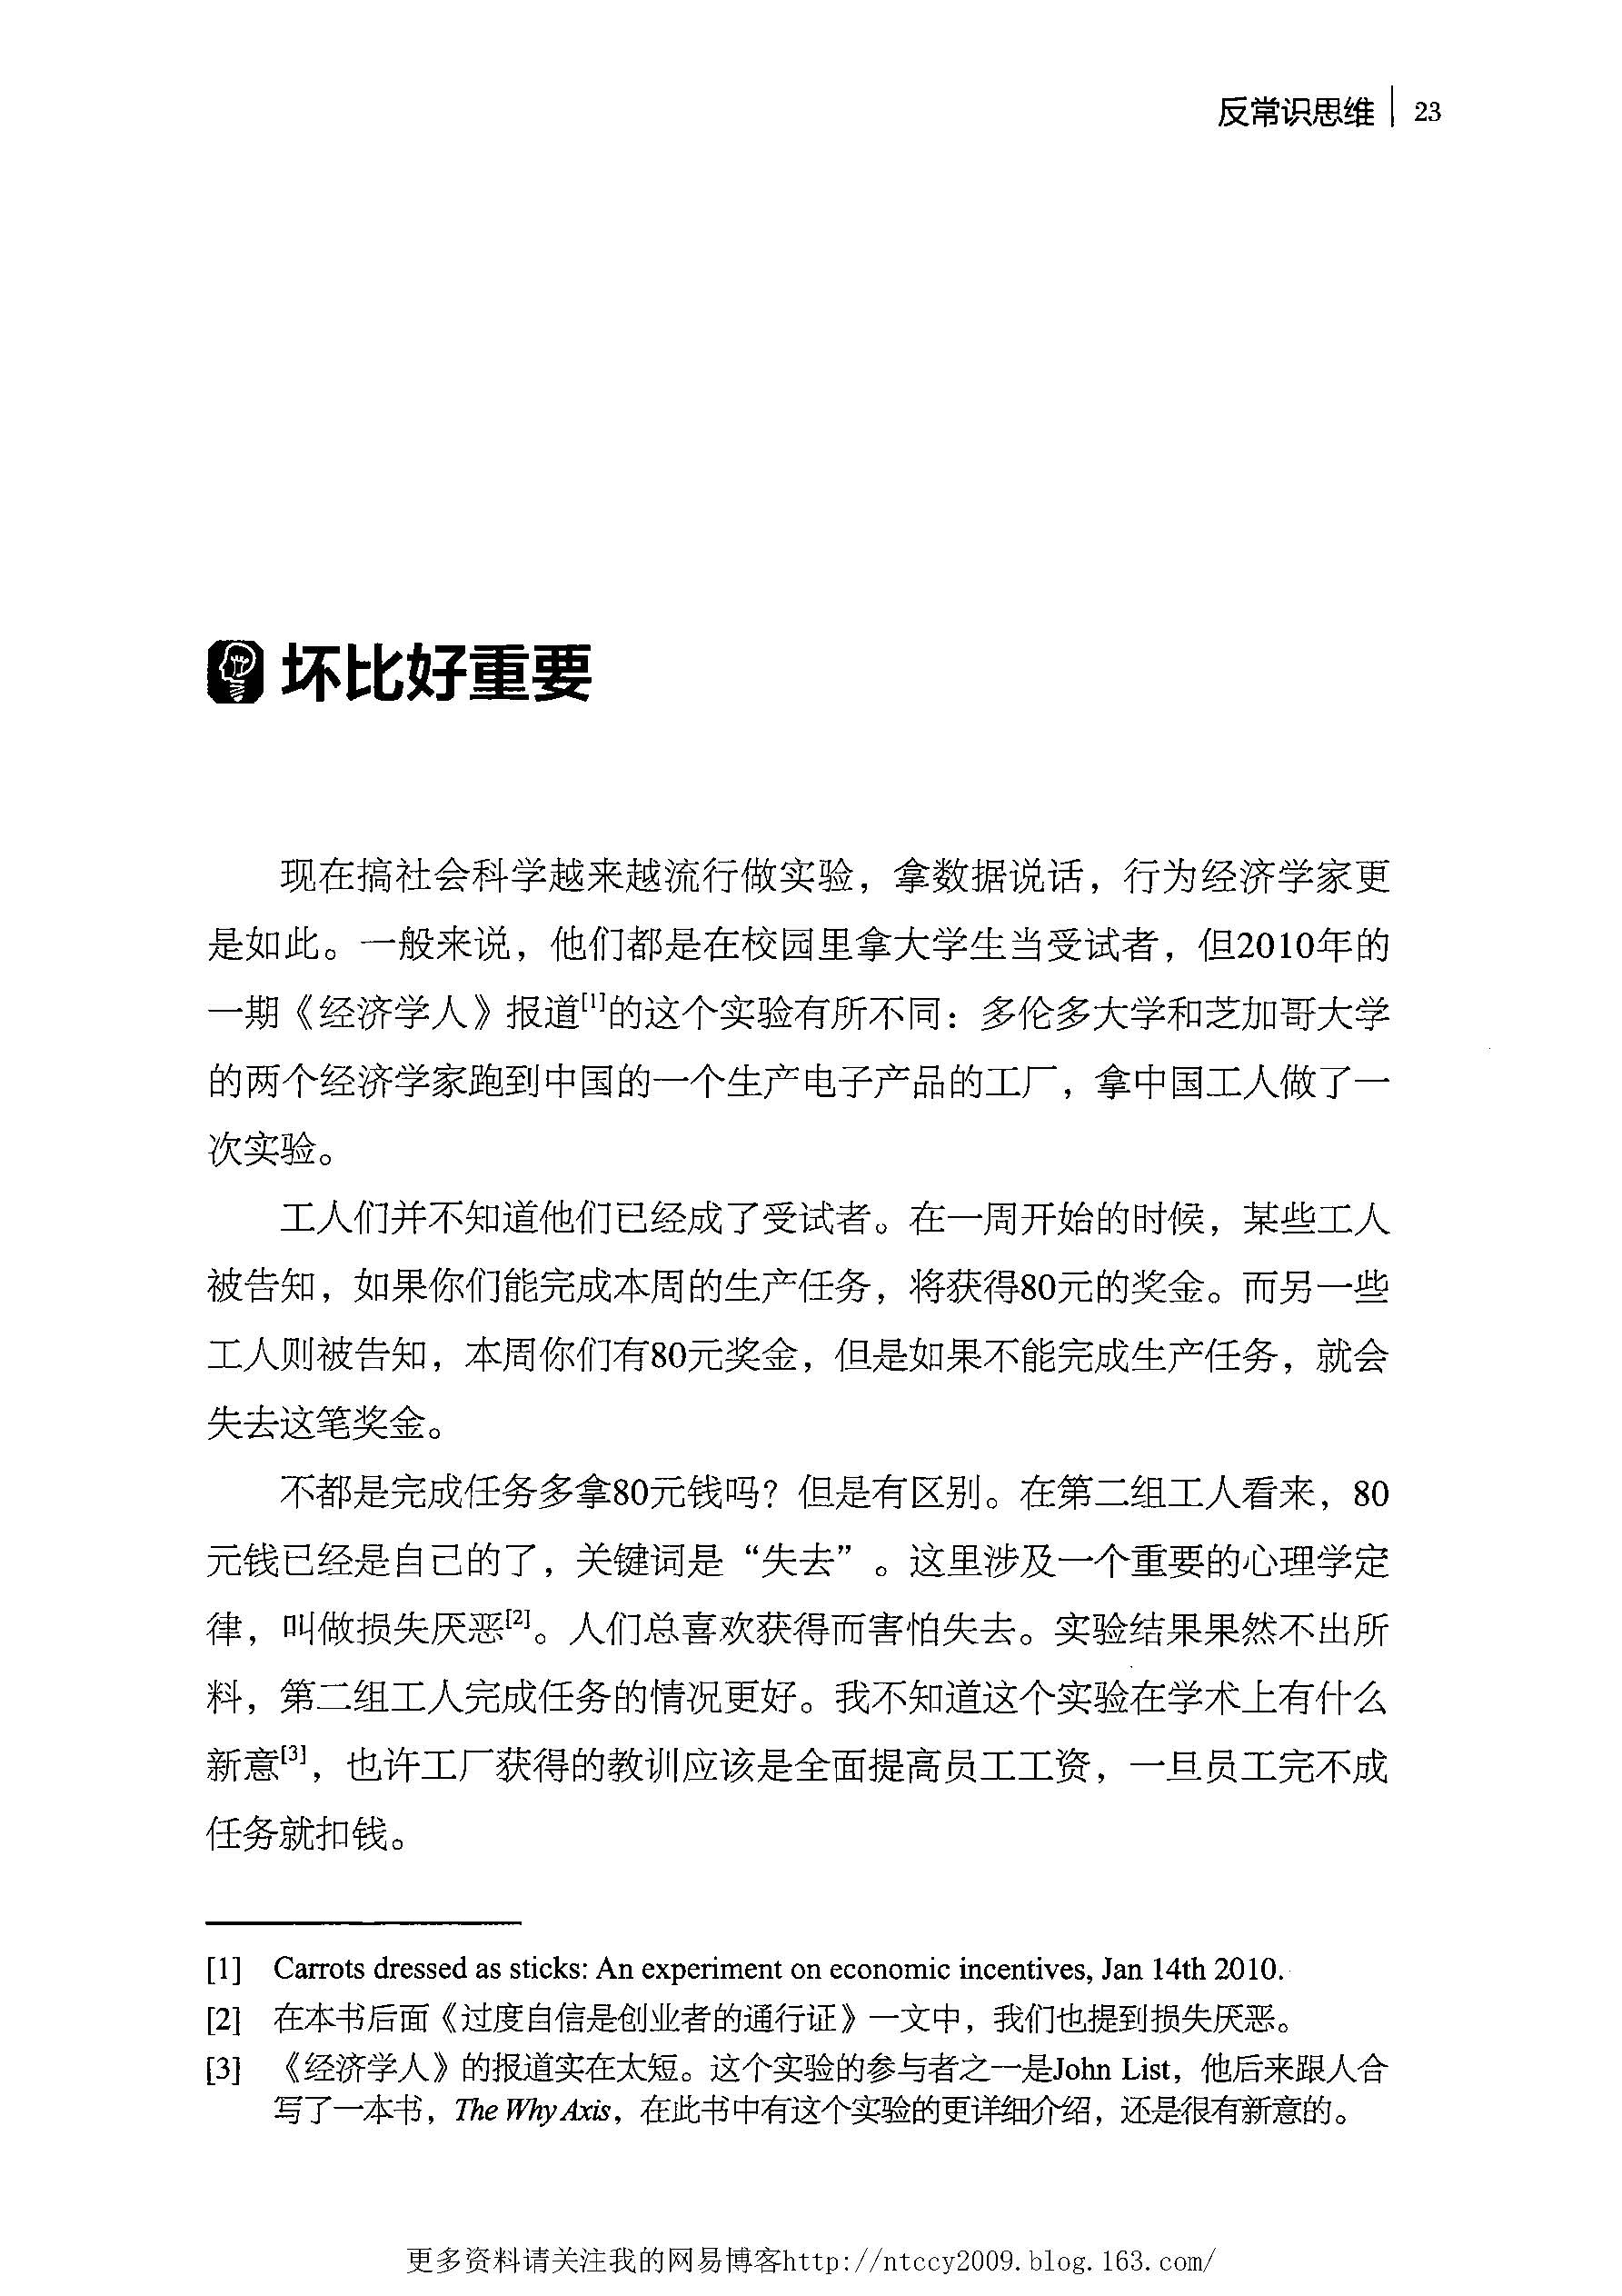 反常识思维 23
坏比好重要
现在搞社会科学越来越流行做实验，拿数据说话，行为经济学家更
是如此。一般来说，他们都是在校园里拿大学生当受试者，但2010年的
一期《经济学人》报道[1]的这个实验有所不同：多伦多大学和芝加哥大学
的两个经济学家跑到中国的一个生产电子产品的工厂，拿中国工人做了一
次实验。
工人们并不知道他们已经成了受试者。在一周开始的时候，某些工人
被告知，如果你们能完成本周的生产任务，将获得80元的奖金。而另一些
工人则被告知，本周你们有80元奖金，但是如果不能完成生产任务，就会
失去这笔奖金。
不都是完成任务多拿80元钱吗？但是有区别。在第二组工人看来，80
元钱已经是自己的了，关键词是“失去”。这里涉及一个重要的心理学定
律，叫做损失厌恶[2]。人们总喜欢获得而害怕失去。实验结果果然不出所
料，第二组工人完成任务的情况更好。我不知道这个实验在学术上有什么
新意[3]，也许工厂获得的教训应该是全面提高员工工资，一旦员工完不成
任务就扣钱。
[1] Carrots dressed as sticks: An experiment on economic incentives, Jan 14th 2010.
[2] 在本书后面《过度自信是创业者的通行证》一文中，我们也提到损失厌恶。
[3] 《经济学人》的报道实在太短。这个实验的参与者之一是John List，他后来跟人合
写了一本书，The Why Axis，在此书中有这个实验的更详细介绍，还是很有新意的。
更多资料请关注我的网易博客http://ntccy2009.blog.163.com/